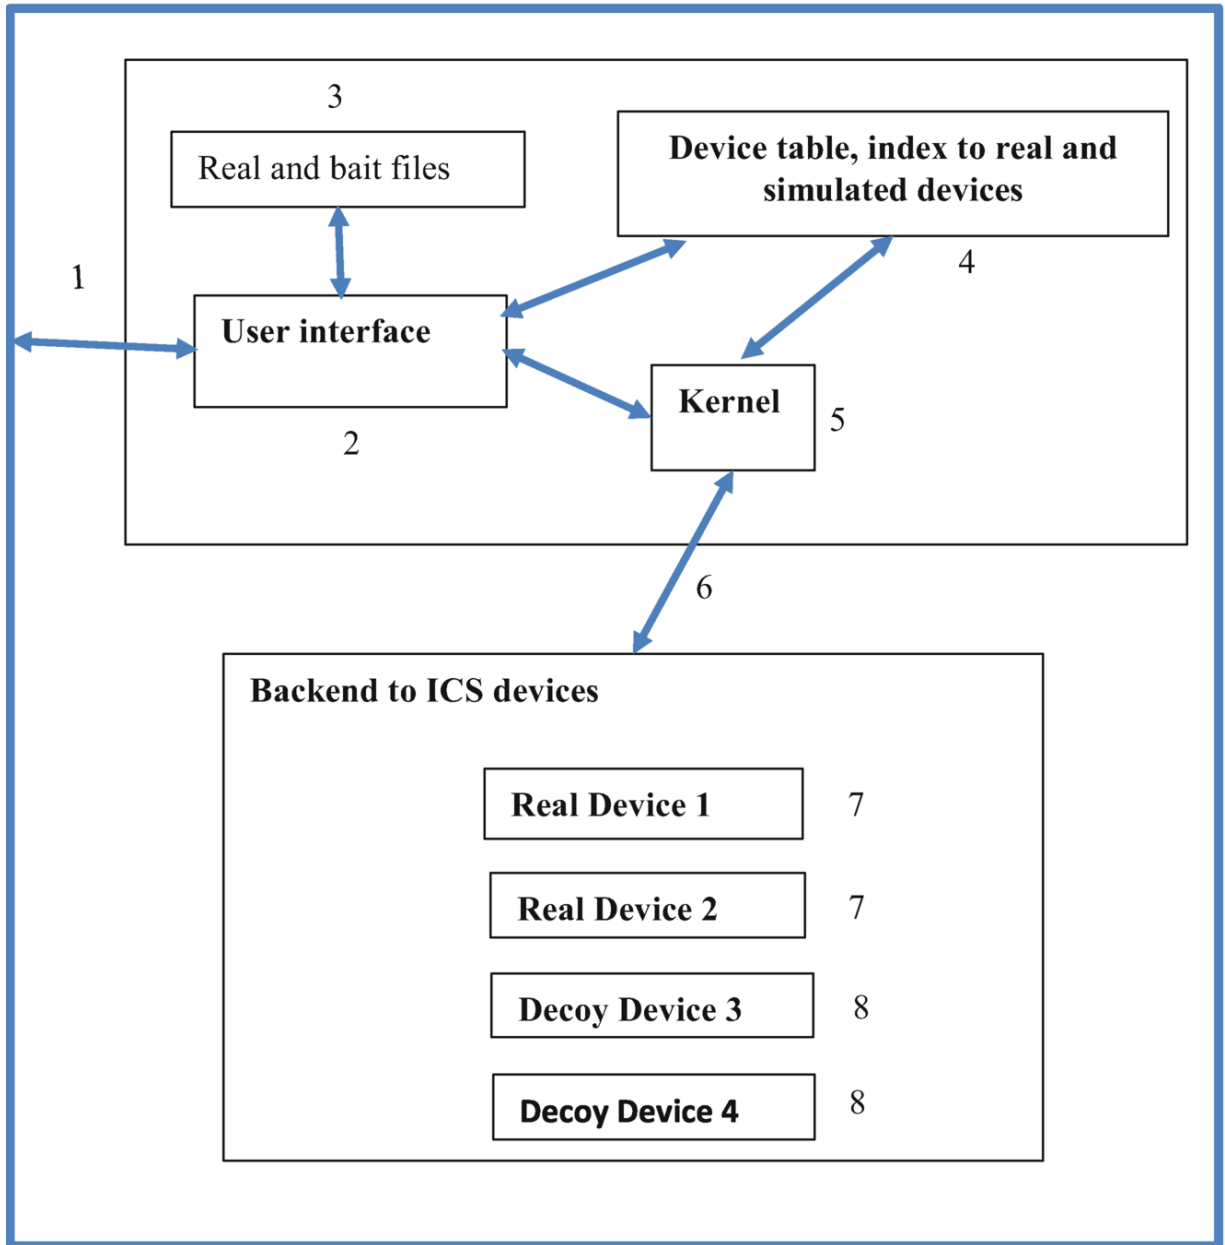 3
Real and bait files
Device table, index to real and
simulated devices
4
1
User interface
2
Kernel
5
6
Backend to ICS devices
Real Device 1
7
Real Device 2
7
Decoy Device 3
8
Decoy Device 4
8